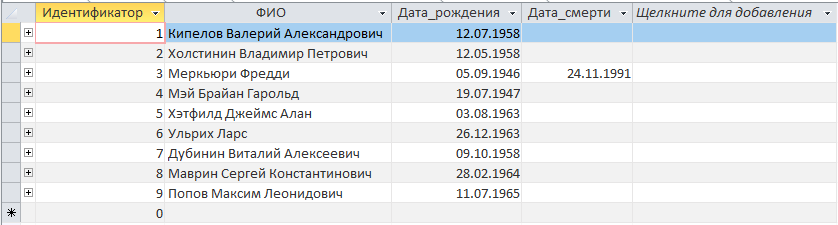 Идентификатор ФИО Дата_рождения Дата_смерти Щелкните для добавления
1 Кипелов Валерий Александрович 12.07.1958
2 Холстинин Владимир Петрович 12.05.1958
3 Меркьюри Фредди 05.09.1946 24.11.1991
4 Мэй Брайан Гарольд 19.07.1947
5 Хэтфилд Джеймс Алан 03.08.1963
6 Ульрих Ларс 26.12.1963
7 Дубинин Виталий Алексеевич 09.10.1958
8 Маврин Сергей Константинович 28.02.1964
9 Попов Максим Леонидович 11.07.1965
0